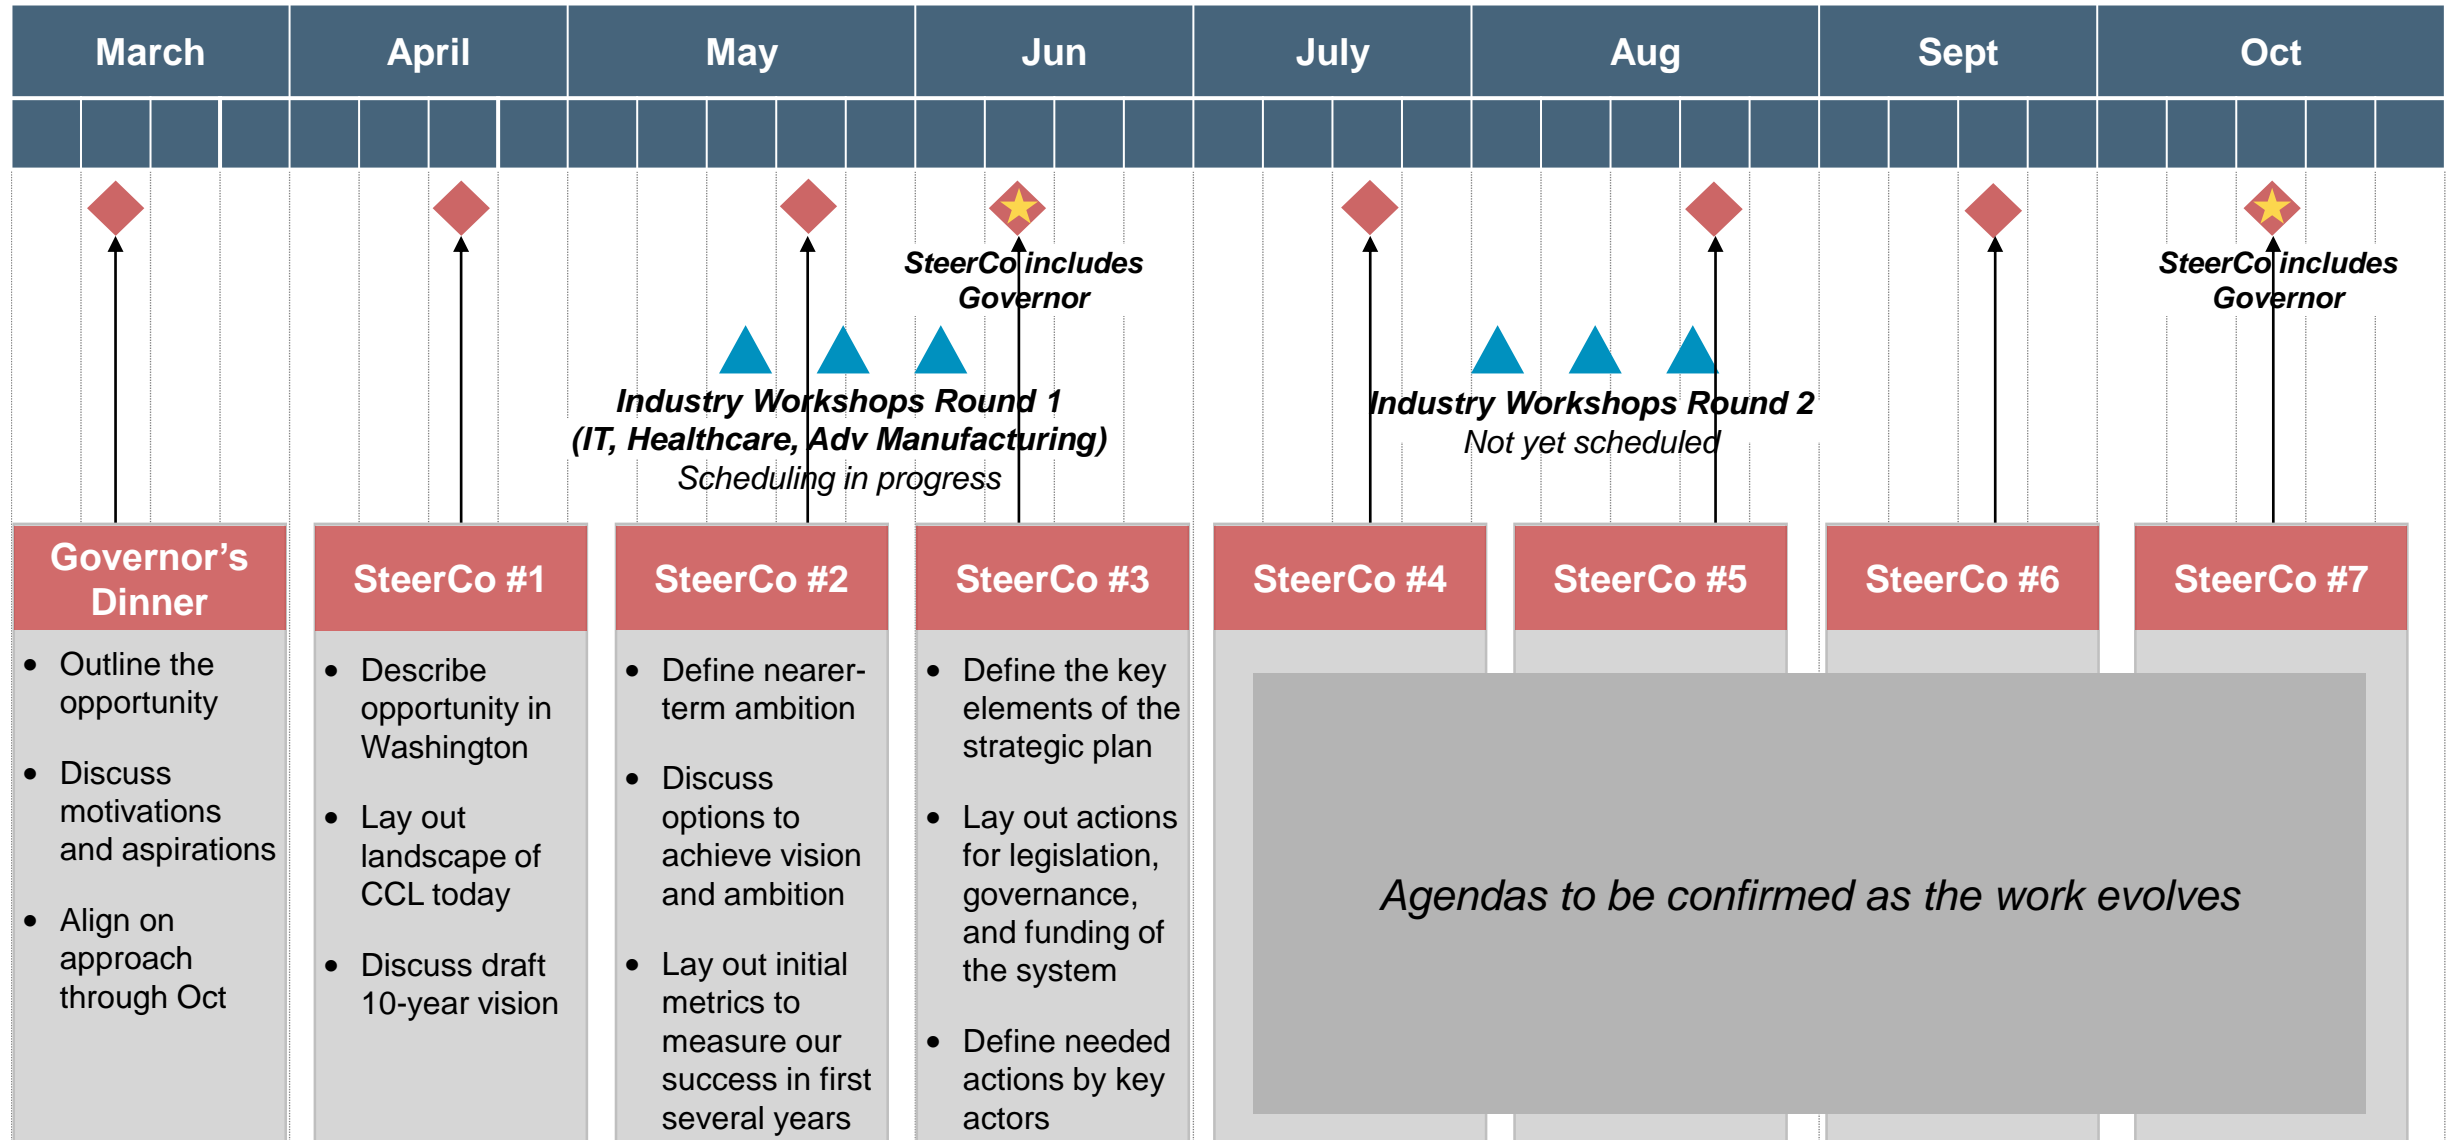 March
April
May
Jun
July
Aug
Sept
Oct
SteerCo includes
Governor
SteerCo includes
Governor
Industry Workshops Round 1
(IT, Healthcare, Adv Manufacturing)
Scheduling in progress
Industry Workshops Round 2
Not yet scheduled
Governor’s
Dinner
• Outline the
opportunity
• Discuss
motivations
and aspirations
• Align on
approach
through Oct
SteerCo #1
• Describe
opportunity in
Washington
• Lay out
landscape of
CCL today
• Discuss draft
10-year vision
SteerCo #2
• Define nearer-
term ambition
• Discuss
options to
achieve vision
and ambition
• Lay out initial
metrics to
measure our
success in first
several years
SteerCo #3
• Define the key
elements of the
strategic plan
• Lay out actions
for legislation,
governance,
and funding of
the system
• Define needed
actions by key
actors
SteerCo #4
SteerCo #5
SteerCo #6
SteerCo #7
Agendas to be confirmed as the work evolves